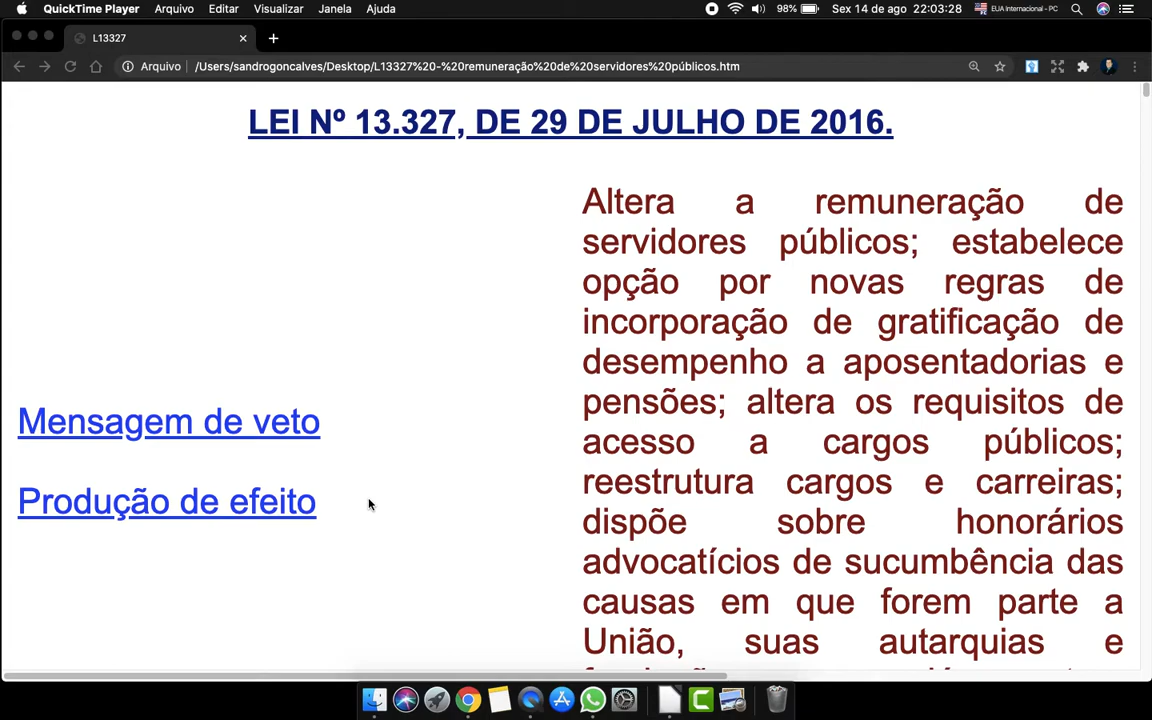 QuickTime Player Arquivo Editar Visualizar Janela Ajuda 98% Sex 14 de ago 22:03:28 EUA Internacional - PC
L13327
Arquivo /Users/sandrogoncalves/Desktop/L13327%20-%20remuneração%20de%20servidores%20públicos.htm
LEI Nº 13.327, DE 29 DE JULHO DE 2016.
Altera a remuneração de
servidores públicos; estabelece
opção por novas regras de
incorporação de gratificação de
desempenho a aposentadorias e
pensões; altera os requisitos de
Mensagem de veto
acesso a cargos públicos;
reestrutura cargos e carreiras;
Produção de efeito
dispõe sobre honorários
advocatícios de sucumbência das
causas em que forem parte a
União, suas autarquias e